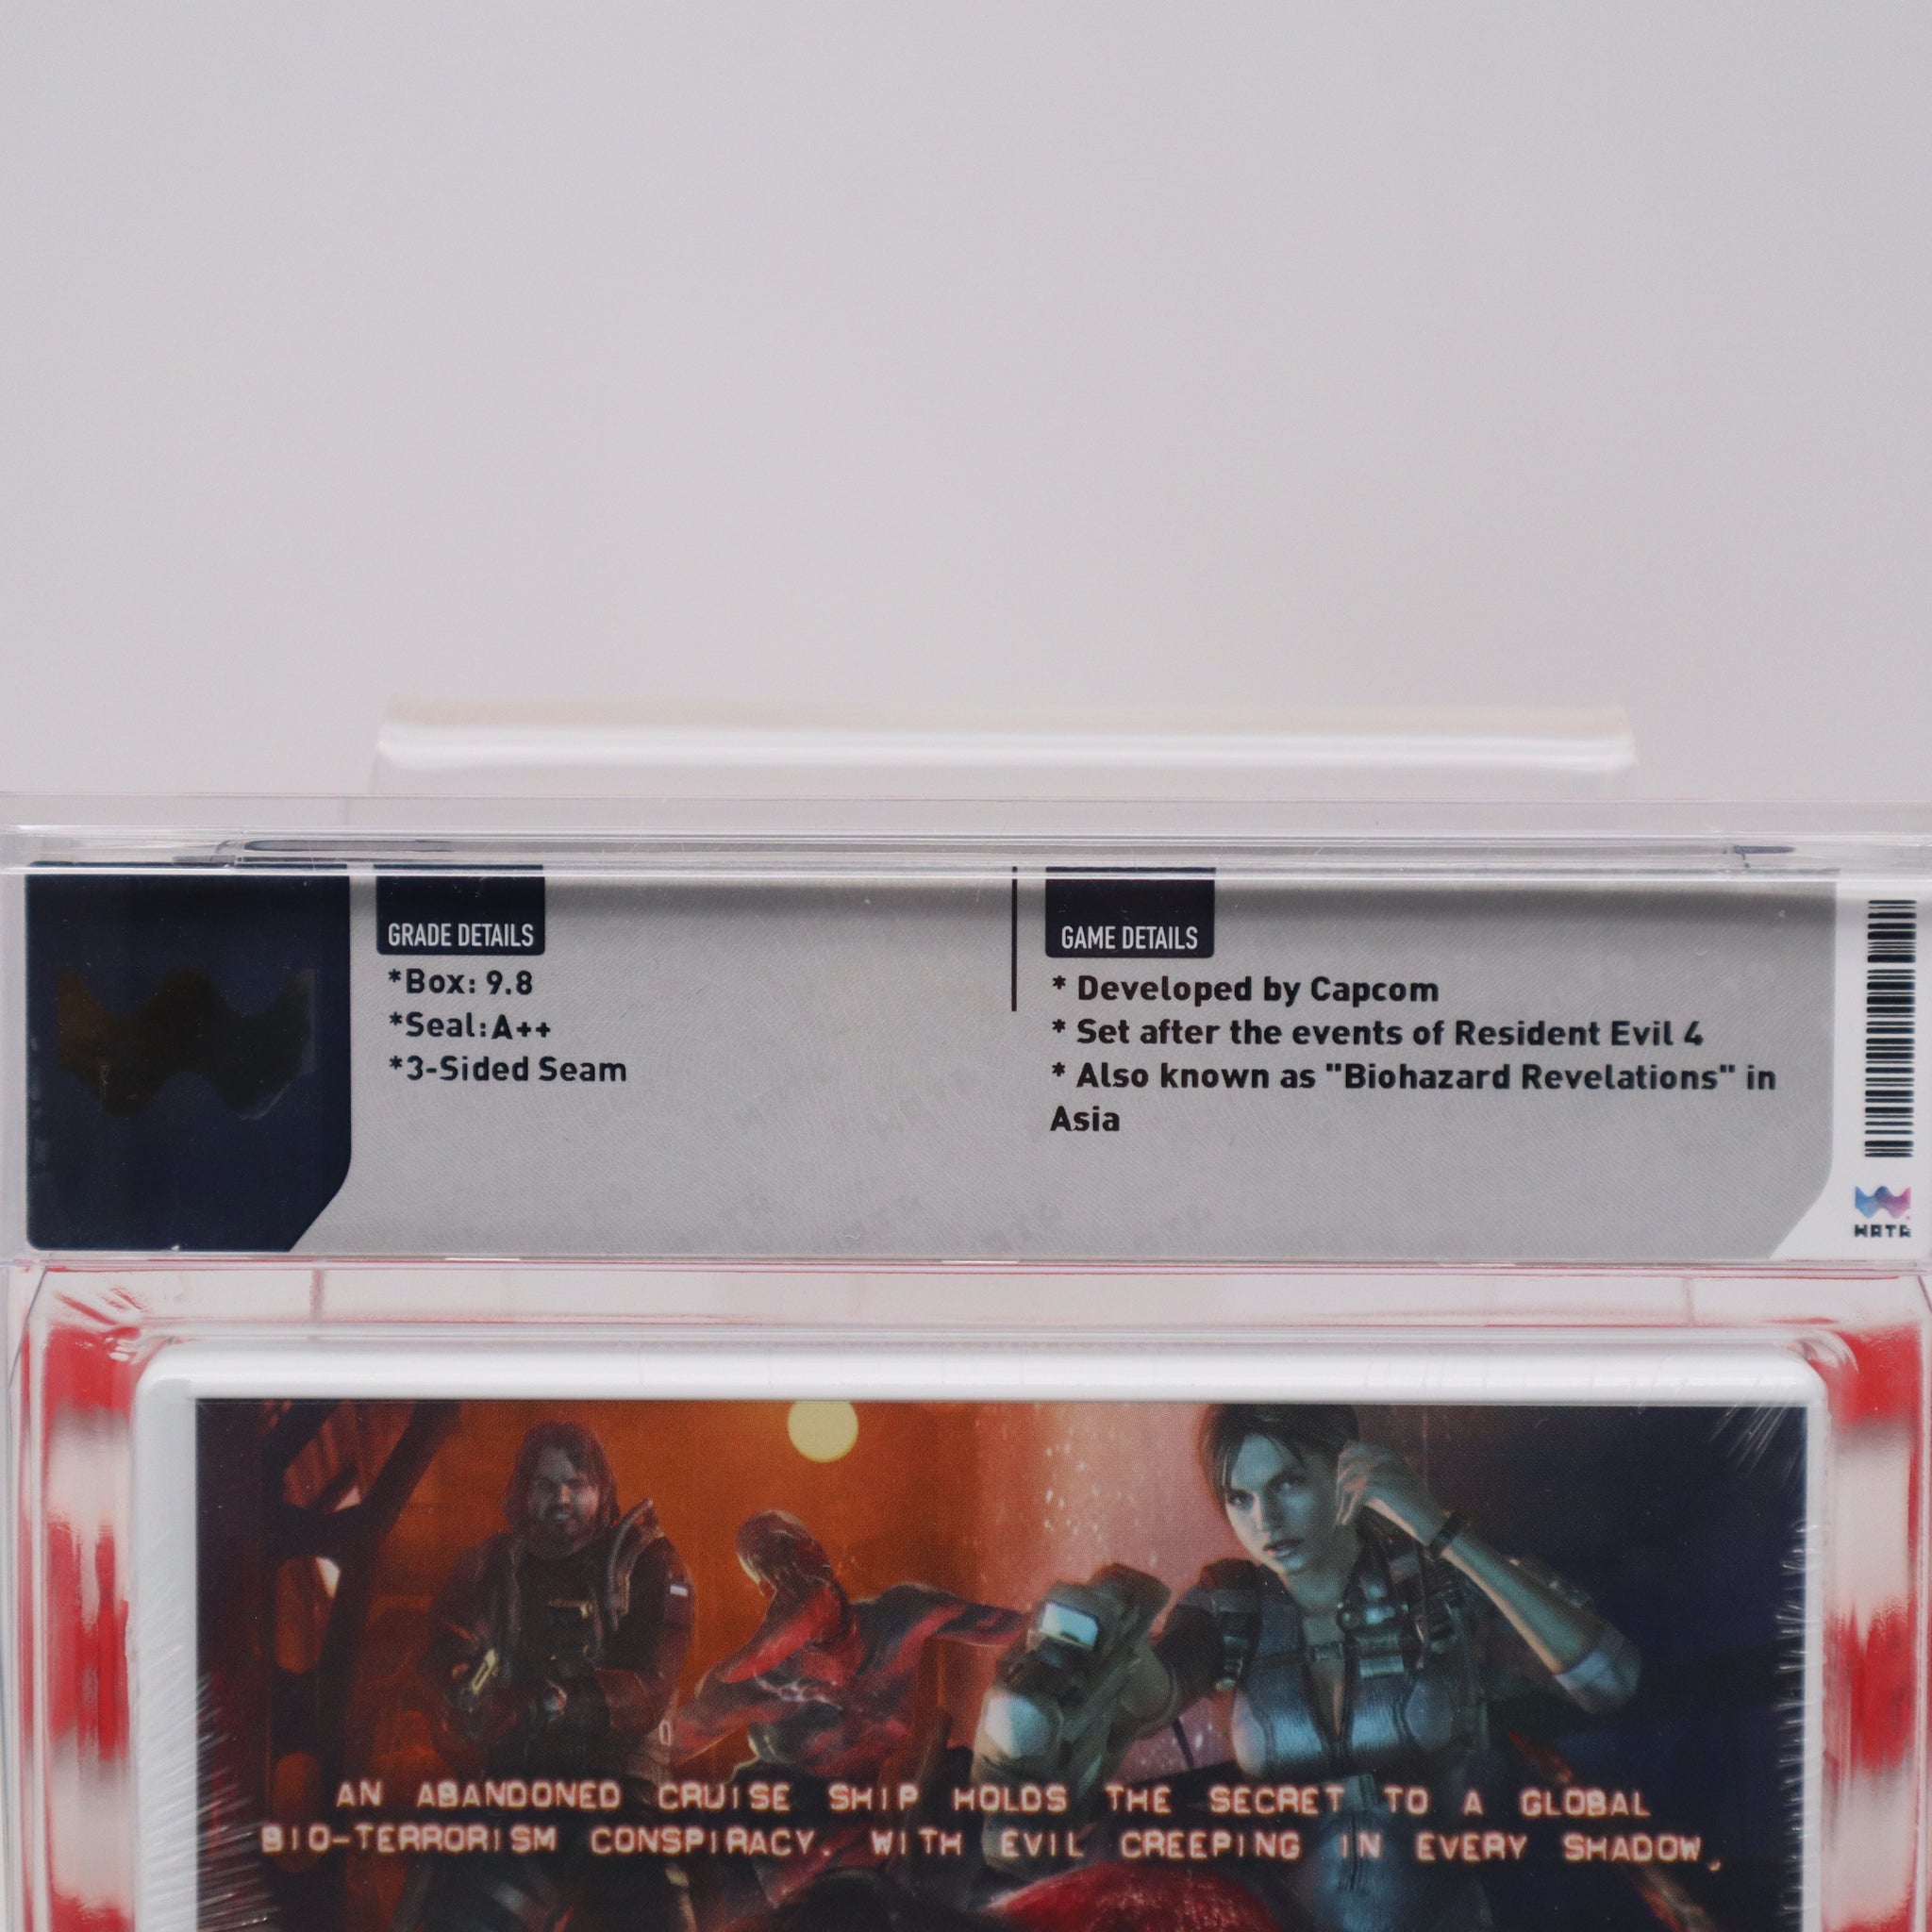 GRADE DETAILS
*Box: 9.8
*Seal:A++
*3-Sided Seam
GAME DETAILS
* Developed by Capcom
* Set after the events of Resident Evil 4
* Also known as "Biohazard Revelations" in
Asia
WATA
AN ABANDONED CRUISE SHIP HOLDS THE SECRET TO A GLOBAL
BIO-TERRORISM CONSPIRACY. WITH EVIL CREEPING IN EVERY SHADOW,